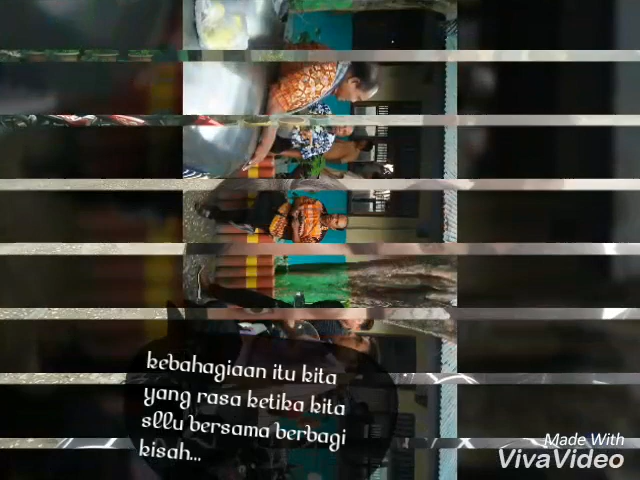 kebahagiaan itu kita
yang rasa ketika kita
sllu bersama berbagi
kisah...
Made With
VivaVideo